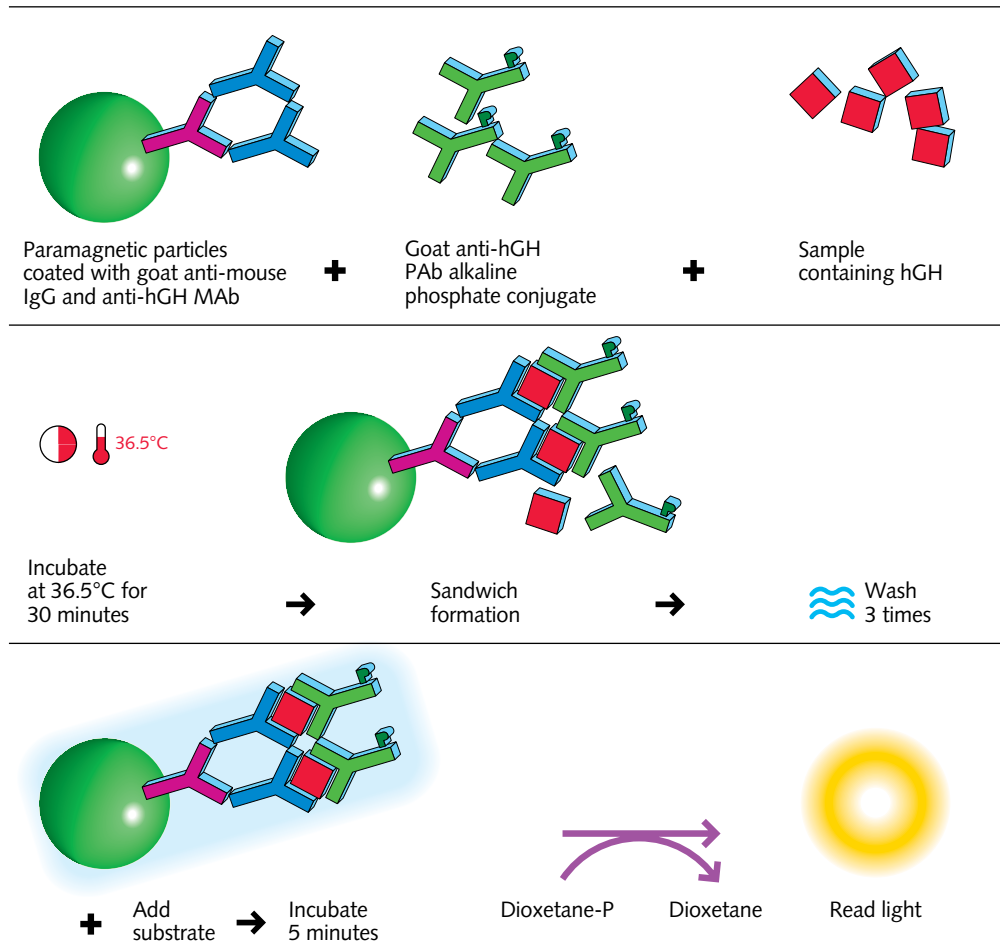 Paramagnetic particles
coated with goat anti-mouse
IgG and anti-hGH MAb
+
Goat anti-hGH
PAb alkaline
phosphate conjugate
+
Sample
containing hGH
36.5°C
Incubate
at 36.5°C for
30 minutes
Sandwich
formation
Wash
3 times
+
Add
substrate
Incubate
5 minutes
Dioxetane-P
Dioxetane
Read light